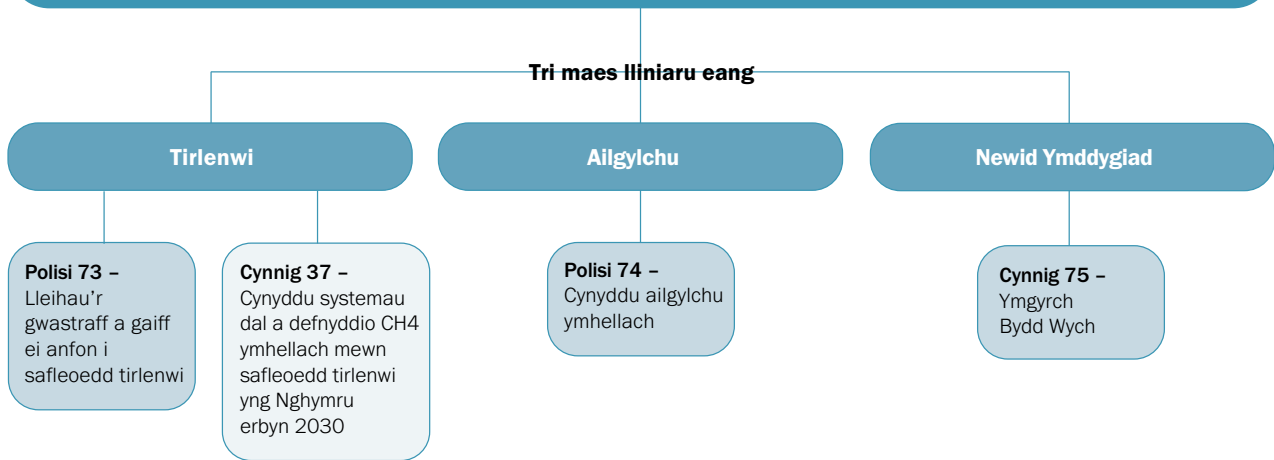 Tri maes lliniaru eang
Tirlenwi
Ailgylchu
Newid Ymddygiad
Polisi 73 –
Lleihau'r
gwastraff a gaiff
ei anfon i
safleoedd tirlenwi
Cynnig 37 –
Cynyddu systemau
dal a defnyddio CH4
ymhellach mewn
safleoedd tirlenwi
yng Nghymru
erbyn 2030
Polisi 74 –
Cynyddu ailgylchu
ymhellach
Cynnig 75 –
Ymgyrch
Bydd Wych